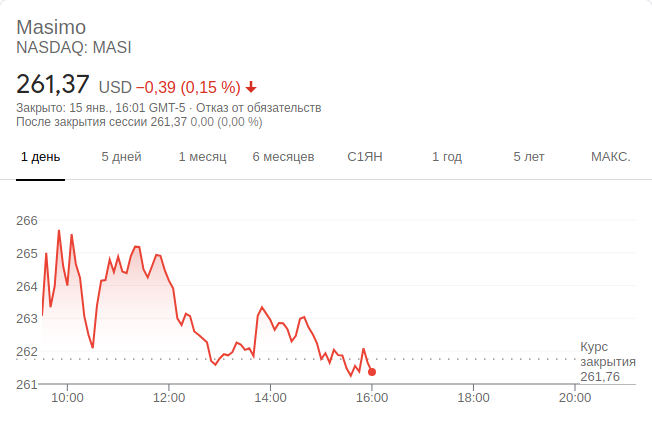 Masimo
NASDAQ: MASI
261,37 USD −0,39 (0,15 %)
Закрыто: 15 янв., 16:01 GMT-5 · Отказ от обязательств
После закрытия сессии 261,37 0,00 (0,00 %)
1 день 5 дней 1 месяц 6 месяцев С1ЯН 1 год 5 лет МАКС.
266
265
264
263
262
261
Курс
закрытия
261,76
10:00 12:00 14:00 16:00 18:00 20:00